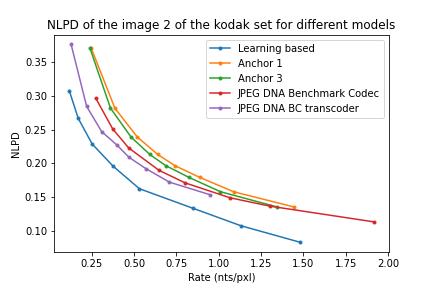 NLPD of the image 2 of the kodak set for different models
Learning based
Anchor 1
Anchor 3
JPEG DNA Benchmark Codec
JPEG DNA BC transcoder
NLPD
0.35
0.30
0.25
0.20
0.15
0.10
0.25 0.50 0.75 1.00 1.25 1.50 1.75 2.00
Rate (nts/pxl)